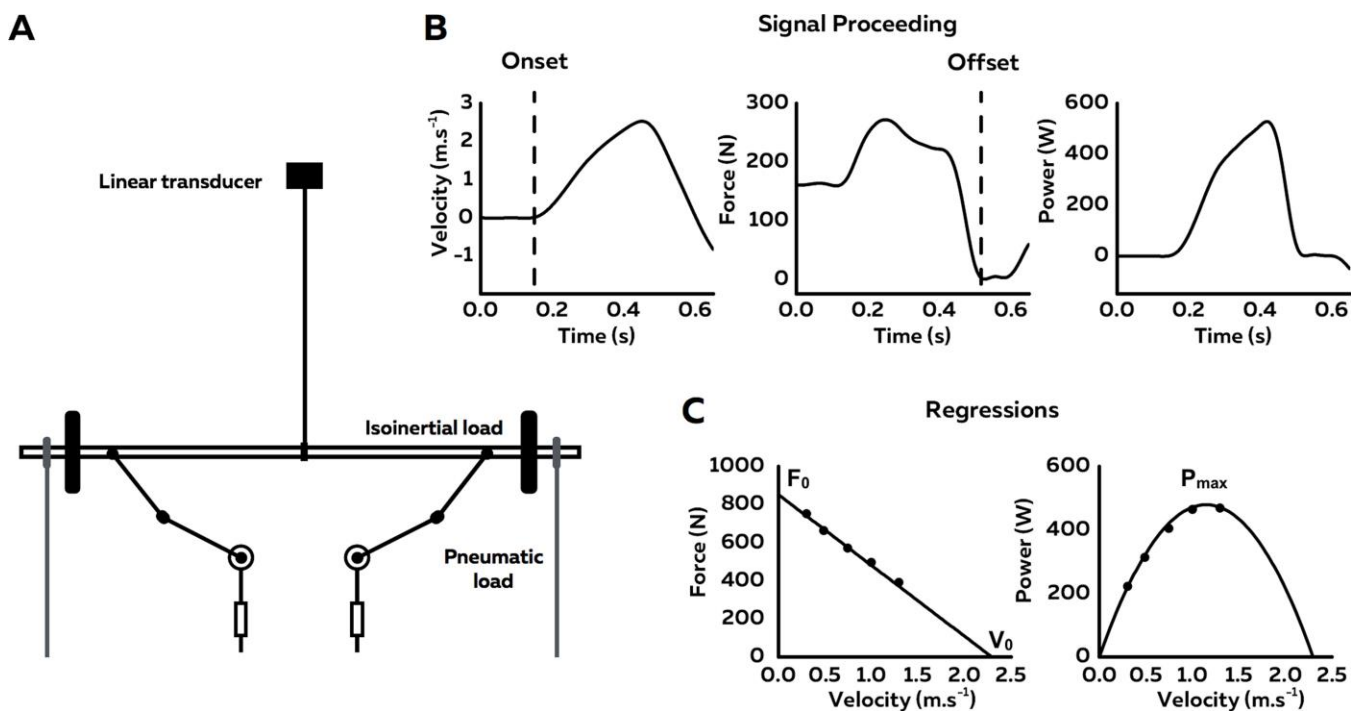 A
Linear transducer
Isoinertial load
Pneumatic
load
B
Signal Proceeding
Onset
Offset
Velocity (m.s⁻¹)
3
2
1
0
-1
0.0 0.2 0.4 0.6
Time (s)
Force (N)
300
200
100
0
0.0 0.2 0.4 0.6
Time (s)
Power (W)
600
400
200
0
0.0 0.2 0.4 0.6
Time (s)
C
Regressions
Force (N)
1000
800
600
400
200
0
F₀
V₀
0.0 0.5 1.0 1.5 2.0 2.5
Velocity (m.s⁻¹)
Power (W)
600
400
200
0
Pmax
0.0 0.5 1.0 1.5 2.0 2.5
Velocity (m.s⁻¹)